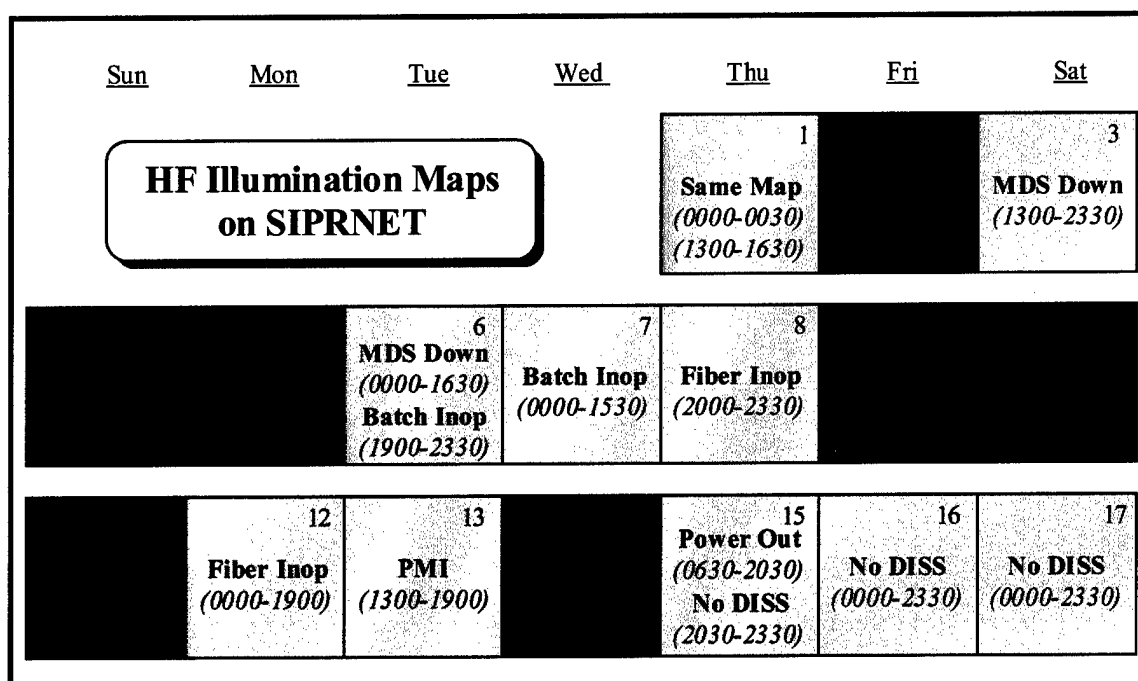 Sun Mon Tue Wed Thu Fri Sat
HF Illumination Maps
on SIPRNET
1
Same Map
(0000-0030)
(1300-1630)
3
MDS Down
(1300-2330)
6
MDS Down
(0000-1630)
Batch Inop
(1900-2330)
7
Batch Inop
(0000-1530)
8
Fiber Inop
(2000-2330)
12
Fiber Inop
(0000-1900)
13
PMI
(1300-1900)
15
Power Out
(0630-2030)
No DISS
(2030-2330)
16
No DISS
(0000-2330)
17
No DISS
(0000-2330)